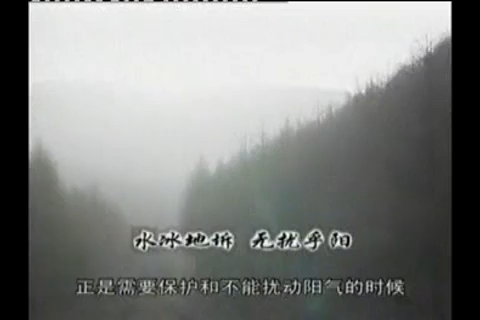 水冰地拆 无扰乎阳
正是需要保护和不能扰动阳气的时候